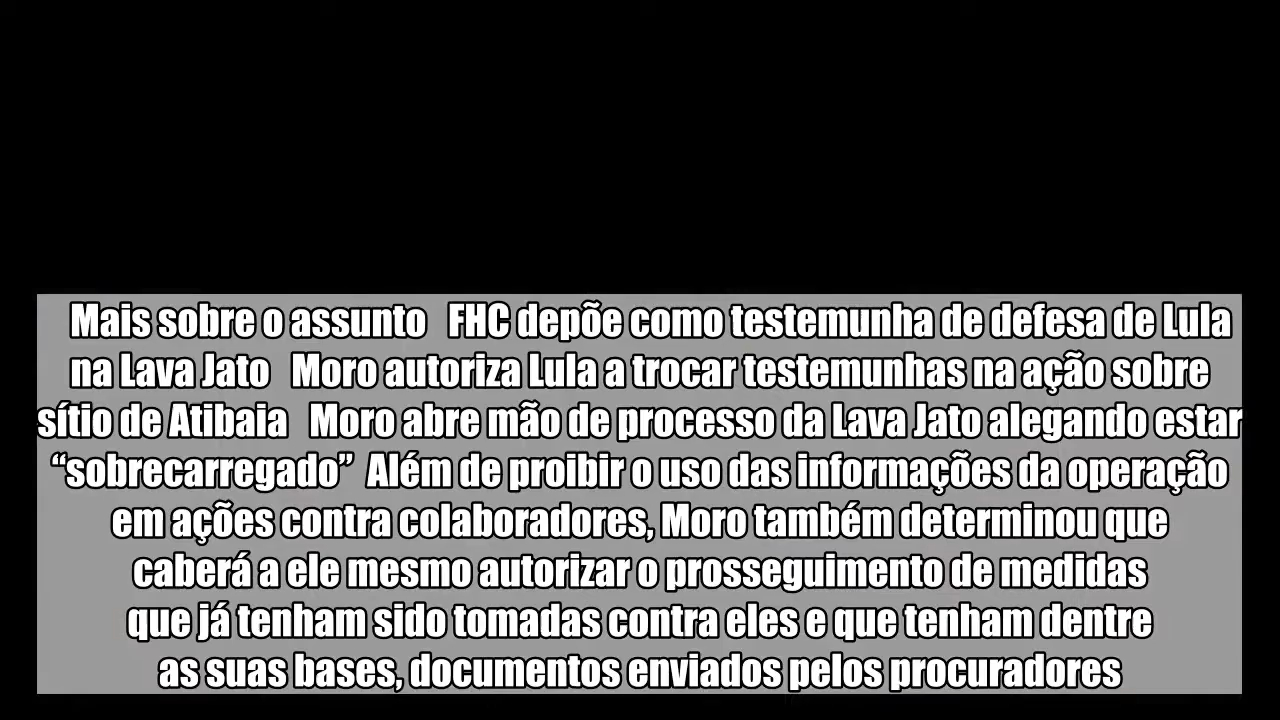 Mais sobre o assunto FHC depõe como testemunha de defesa de Lula
na Lava Jato Moro autoriza Lula a trocar testemunhas na ação sobre
sítio de Atibaia Moro abre mão de processo da Lava Jato alegando estar
“sobrecarregado” Além de proibir o uso das informações da operação
em ações contra colaboradores, Moro também determinou que
caberá a ele mesmo autorizar o prosseguimento de medidas
que já tenham sido tomadas contra eles e que tenham dentre
as suas bases, documentos enviados pelos procuradores